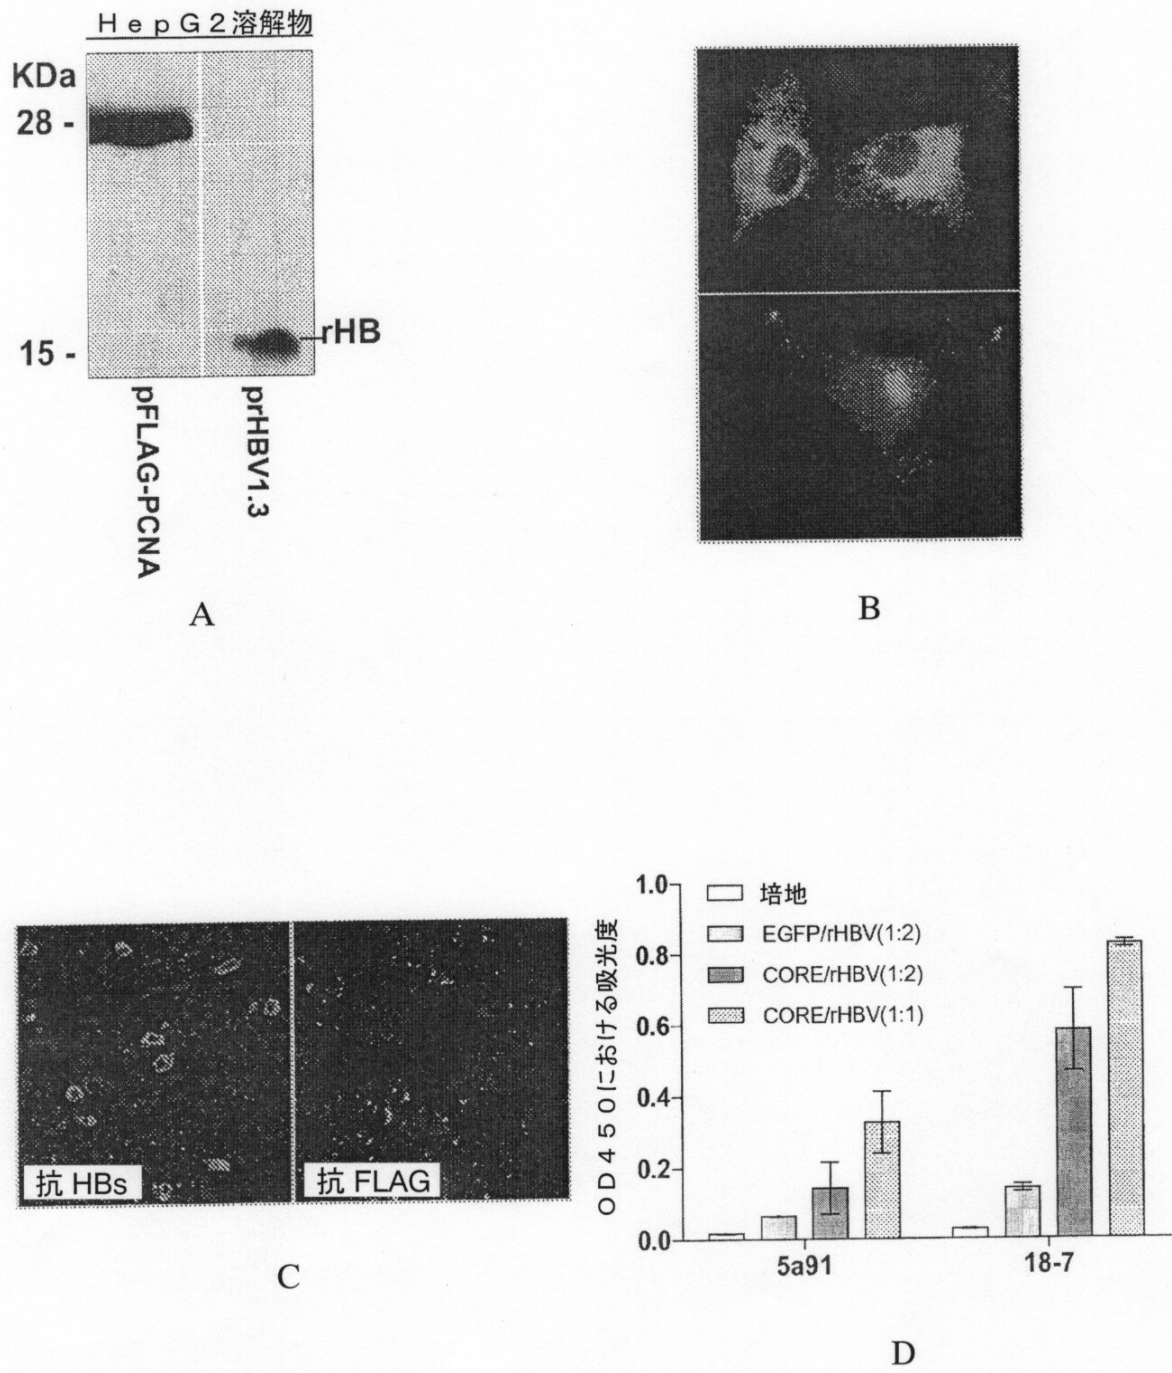 ＨｅｐＧ２溶解物
KDa
28 -
15 -
rHB
pFLAG-PCNA
prHBV1.3
A
B
抗 HBs
抗 FLAG
C
ＯＤ４５０における吸光度
1.0
0.8
0.6
0.4
0.2
0.0
培地
EGFP/rHBV(1:2)
CORE/rHBV(1:2)
CORE/rHBV(1:1)
5a91
18-7
D